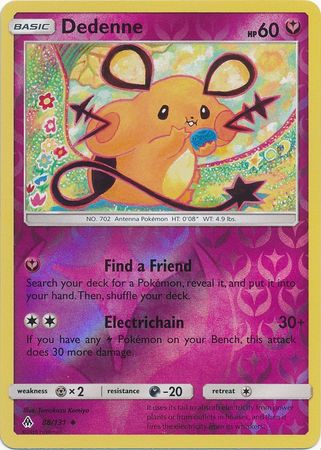 BASIC
Dedenne
HP60
NO. 702 Antenna Pokémon HT: 0'08" WT: 4.9 lbs.
Find a Friend
Search your deck for a Pokémon, reveal it, and put it
into your hand. Then, shuffle your deck.
Electrichain 30+
If you have any Pokémon on your Bench, this attack
does 30 more damage.
weakness ×2 resistance -20 retreat
Illus. Tomokazu Komiya
88/131
It uses its tail to absorb electricity from power
plants or from outlets in houses, and then it
fires the electricity from its whiskers.